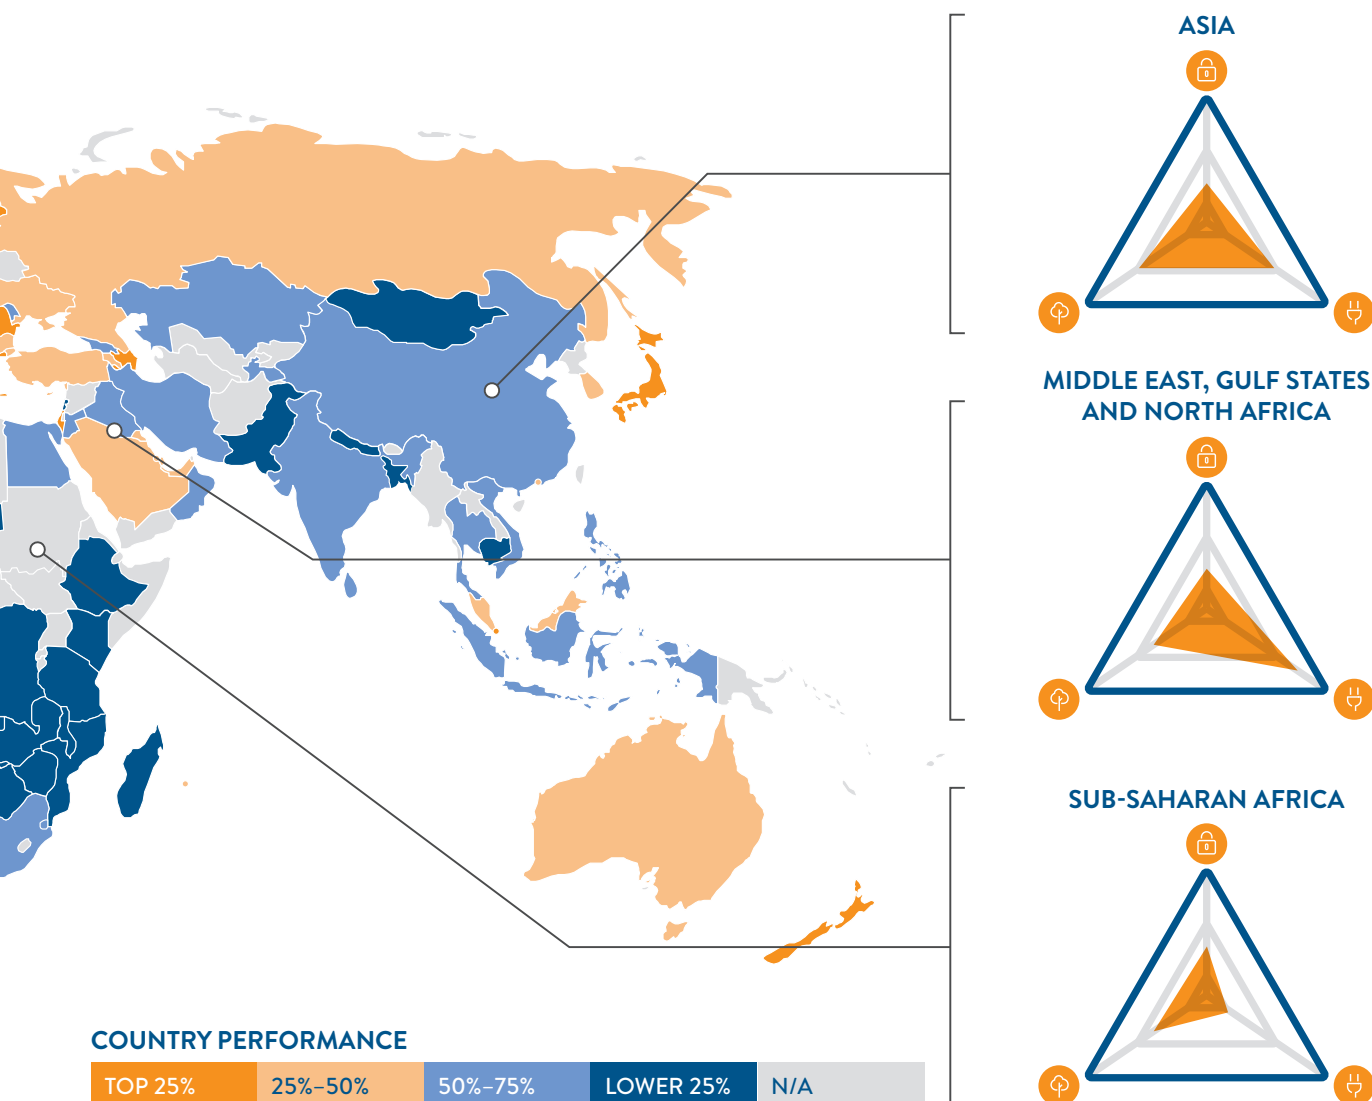 ASIA
MIDDLE EAST, GULF STATES
AND NORTH AFRICA
SUB-SAHARAN AFRICA
COUNTRY PERFORMANCE
TOP 25%
25%–50%
50%–75%
LOWER 25%
N/A